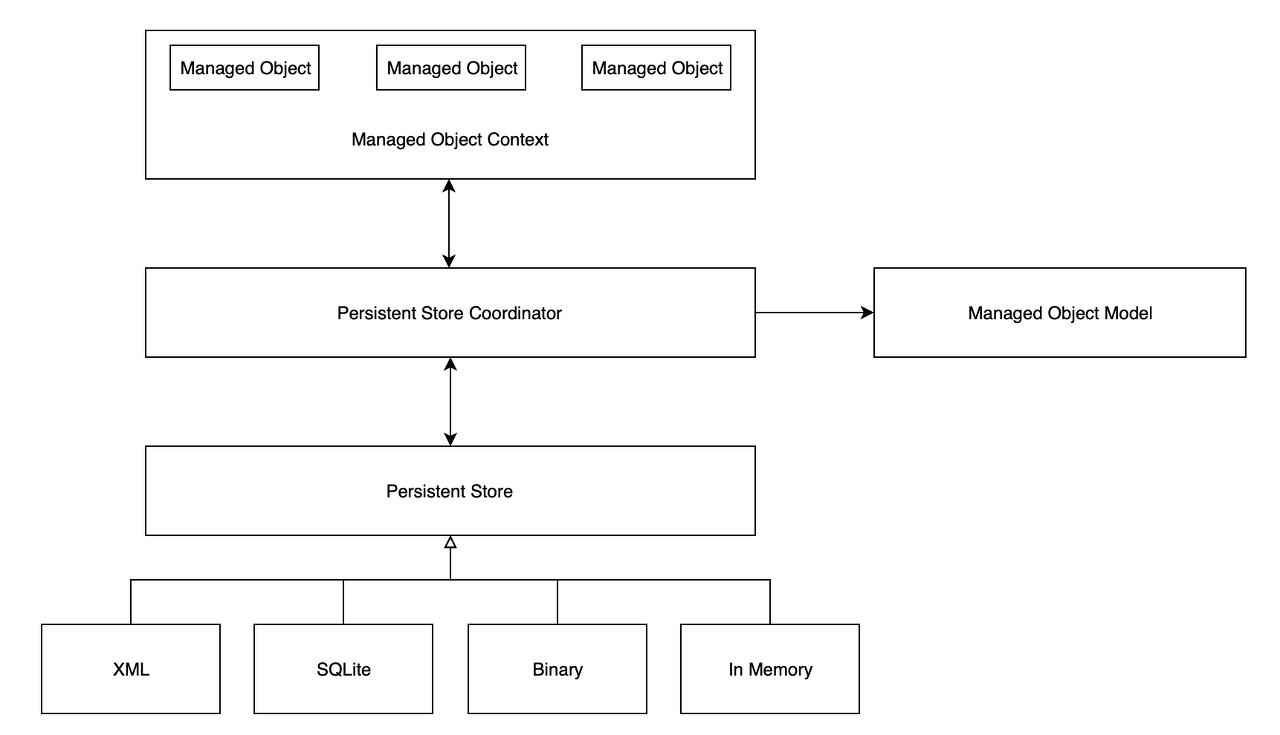 Managed Object
Managed Object
Managed Object
Managed Object Context
Persistent Store Coordinator
Managed Object Model
Persistent Store
XML
SQLite
Binary
In Memory